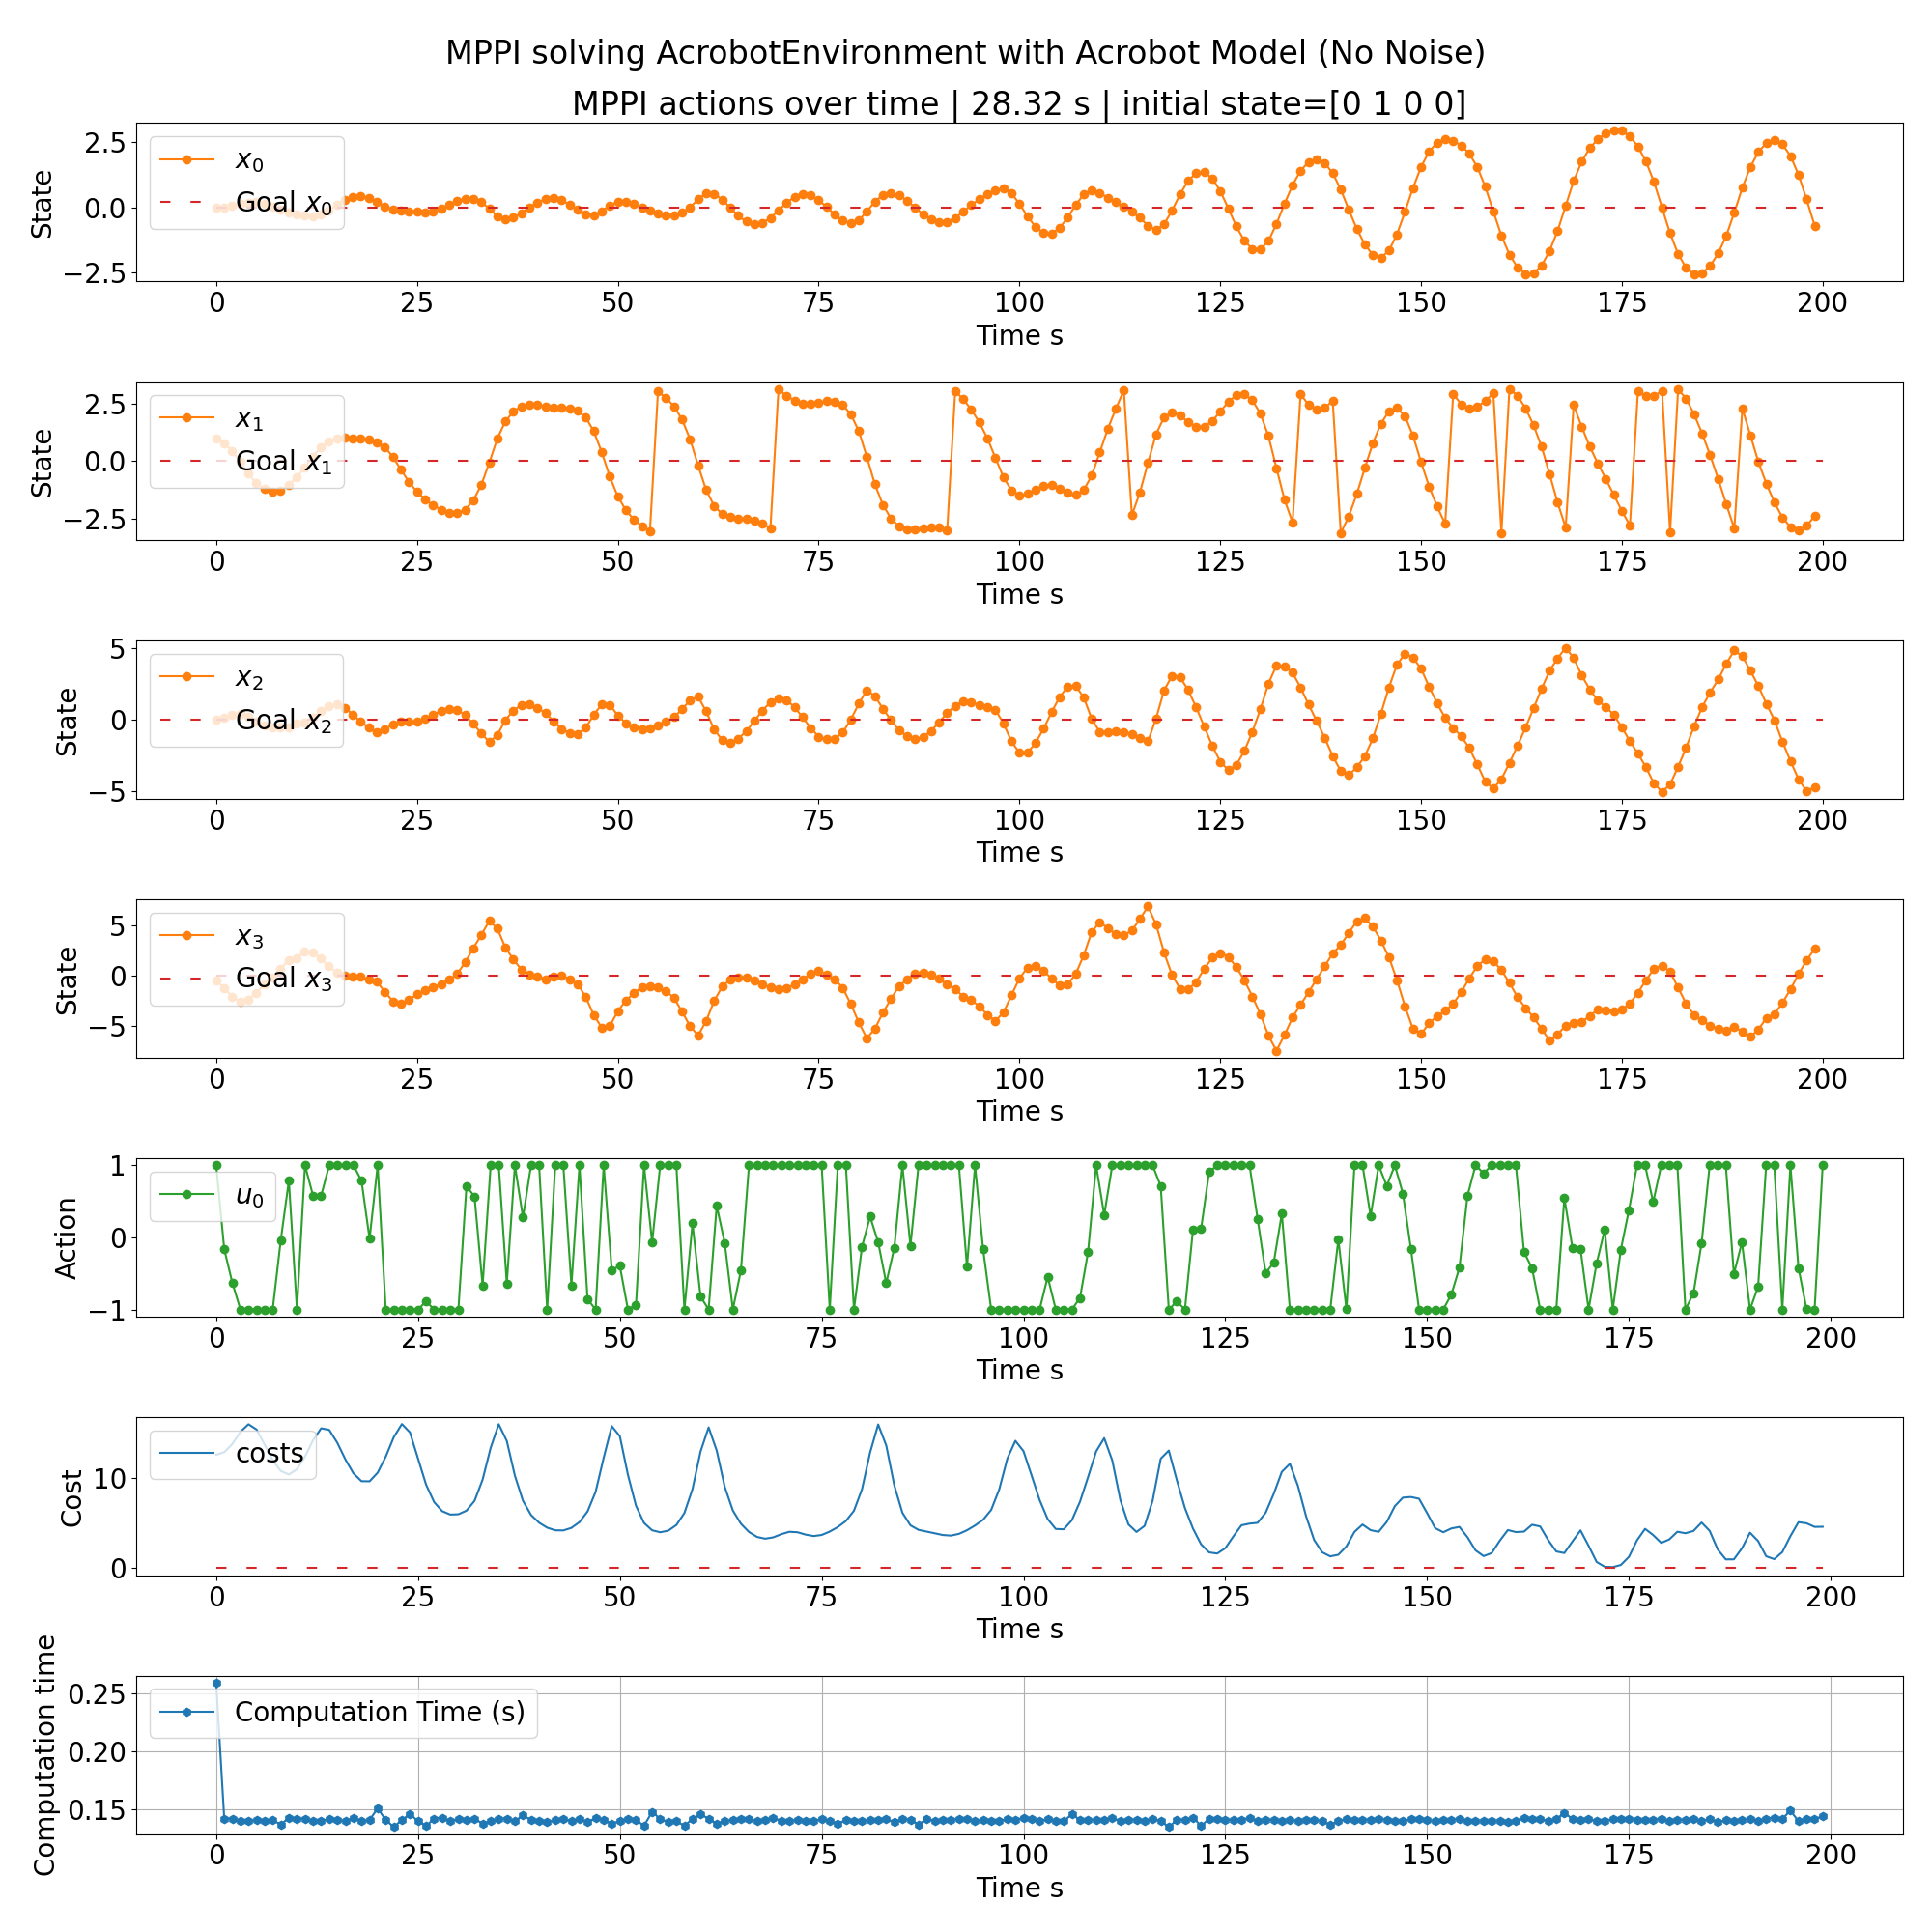 MPPI solving AcrobotEnvironment with Acrobot Model (No Noise)
MPPI actions over time | 28.32 s | initial state=[0 1 0 0]
State
2.5
0.0
−2.5
x₀
Goal x₀
0 25 50 75 100 125 150 175 200
Time s
State
2.5
0.0
−2.5
x₁
Goal x₁
0 25 50 75 100 125 150 175 200
Time s
State
5
0
−5
x₂
Goal x₂
0 25 50 75 100 125 150 175 200
Time s
State
5
0
−5
x₃
Goal x₃
0 25 50 75 100 125 150 175 200
Time s
Action
1
0
−1
u₀
0 25 50 75 100 125 150 175 200
Time s
Cost
10
0
costs
0 25 50 75 100 125 150 175 200
Time s
Computation time
0.25
0.20
0.15
Computation Time (s)
0 25 50 75 100 125 150 175 200
Time s